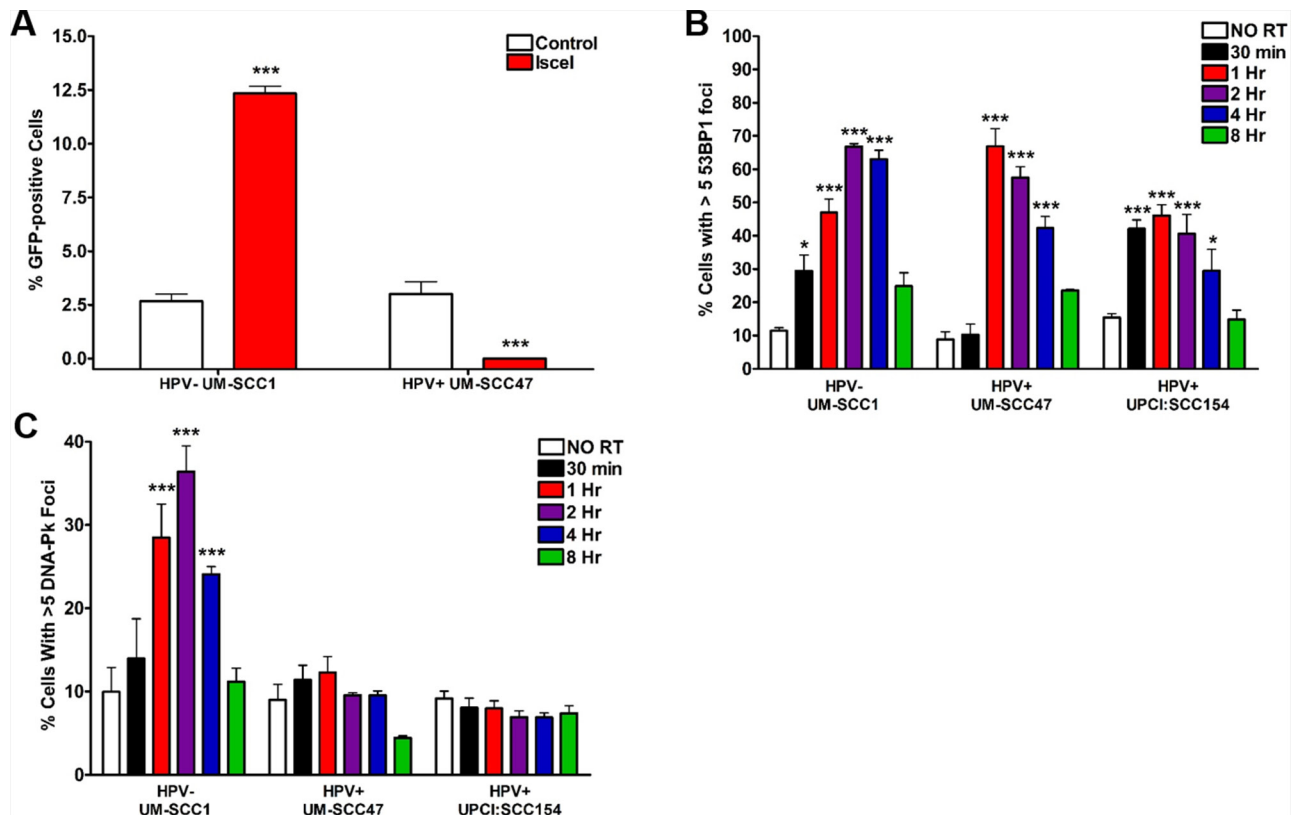 A
15.0
12.5
10.0
7.5
5.0
2.5
0.0
% GFP-positive Cells
Control
IsceI
***
***
HPV- UM-SCC1
HPV+ UM-SCC47
B
100
90
80
70
60
50
40
30
20
10
0
% Cells with > 5 53BP1 foci
NO RT
30 min
1 Hr
2 Hr
4 Hr
8 Hr
*
***
***
***
***
***
***
***
***
***
*
HPV-
UM-SCC1
HPV+
UM-SCC47
HPV+
UPCI:SCC154
C
40
30
20
10
0
% Cells With >5 DNA-Pk Foci
NO RT
30 min
1 Hr
2 Hr
4 Hr
8 Hr
***
***
***
HPV-
UM-SCC1
HPV+
UM-SCC47
HPV+
UPCI:SCC154